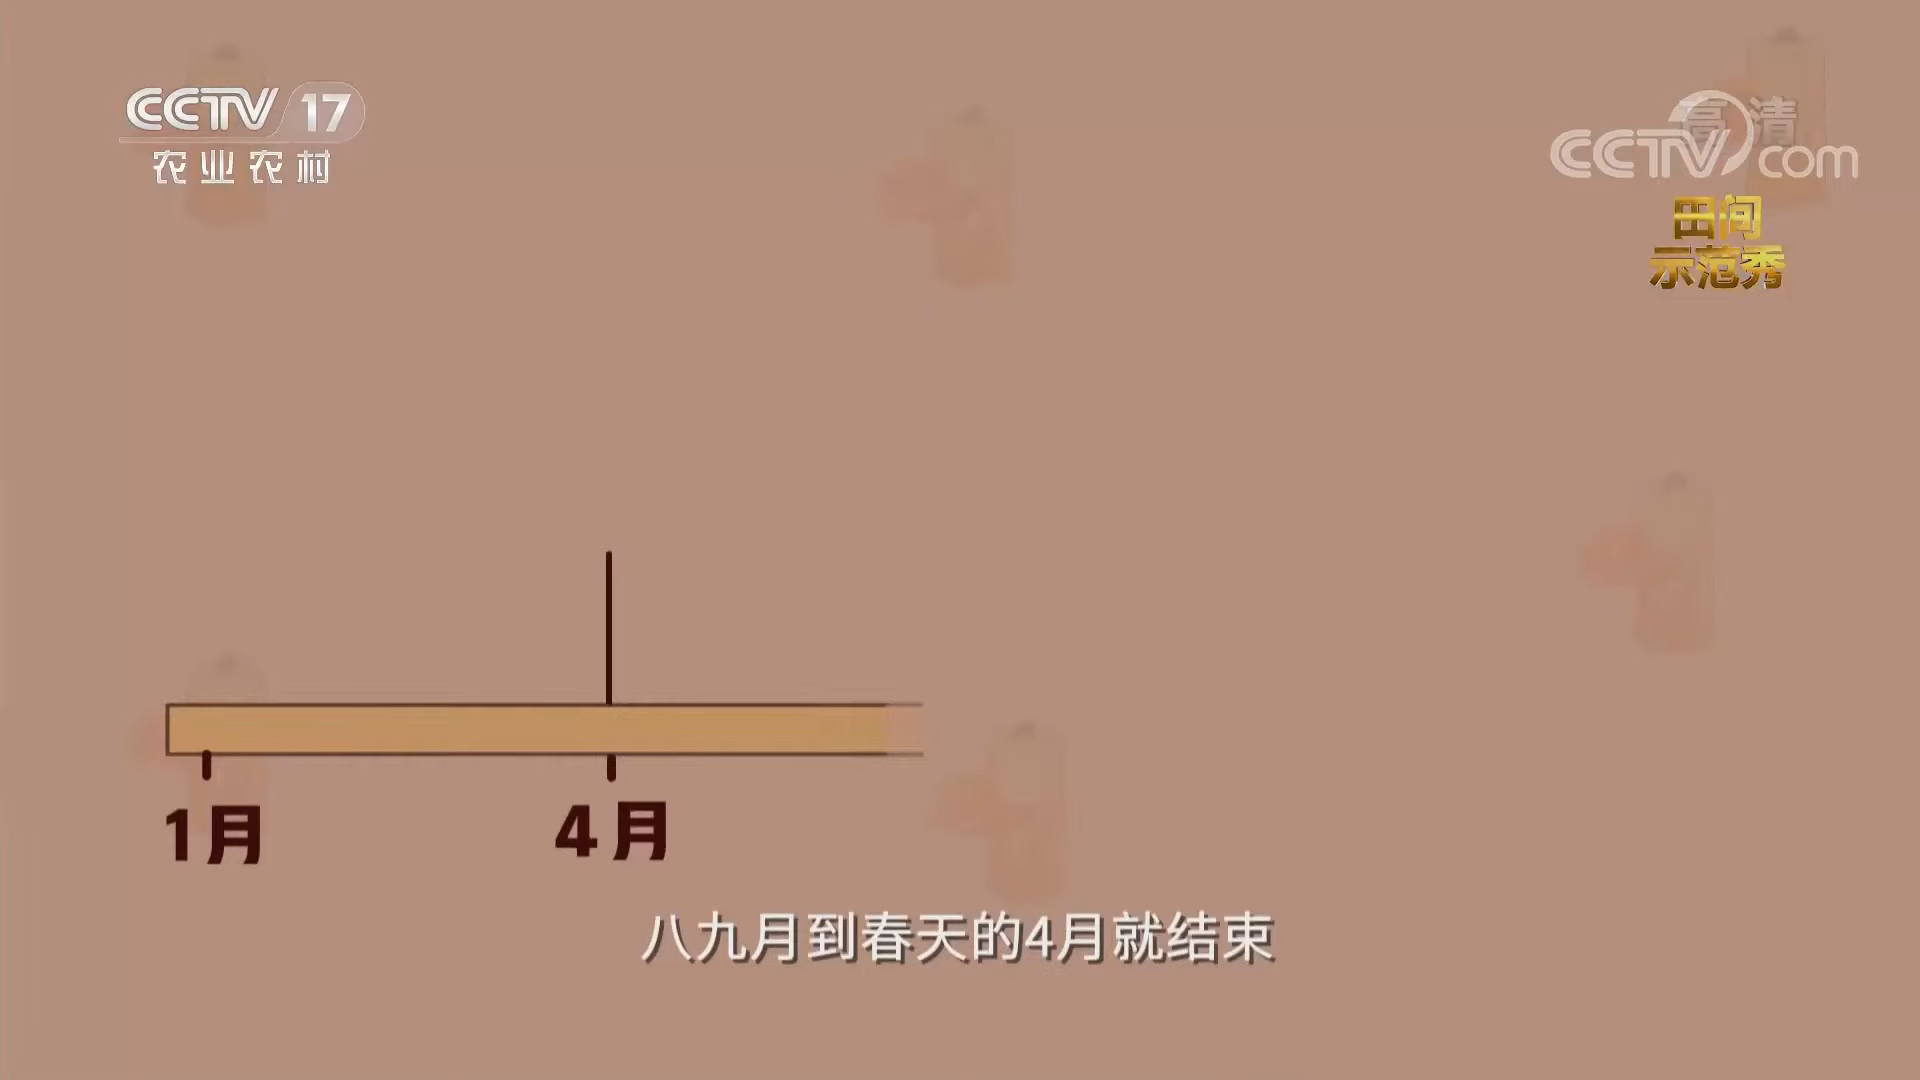 CCTV 17
农业农村
高清
CCTV.com
田间
示范秀
1月
4月
八九月到春天的4月就结束